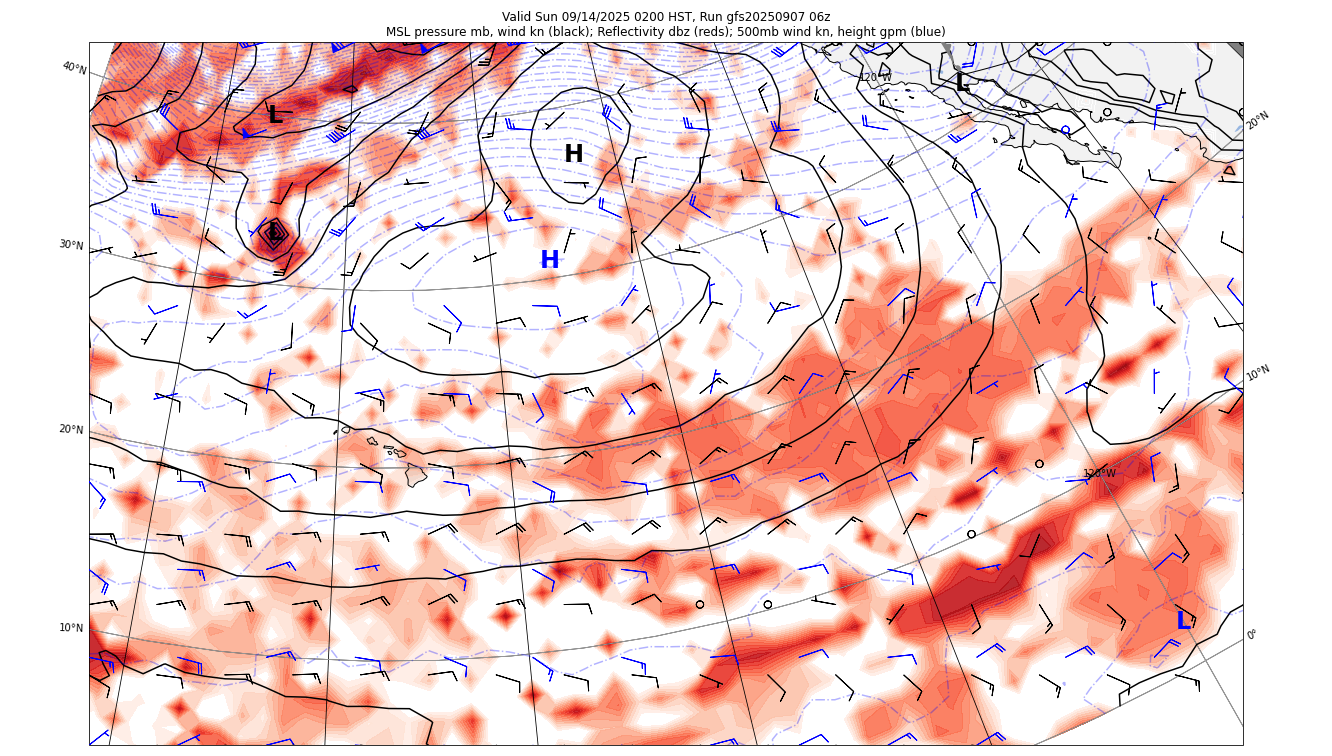 Valid Sun 09/14/2025 0200 HST, Run gfs20250907 06z
MSL pressure mb, wind kn (black); Reflectivity dbz (reds); 500mb wind kn, height gpm (blue)
40°N
120°W
L
L
20°N
H
L
30°N
H
10°N
20°N
120°W
10°N
L
0°